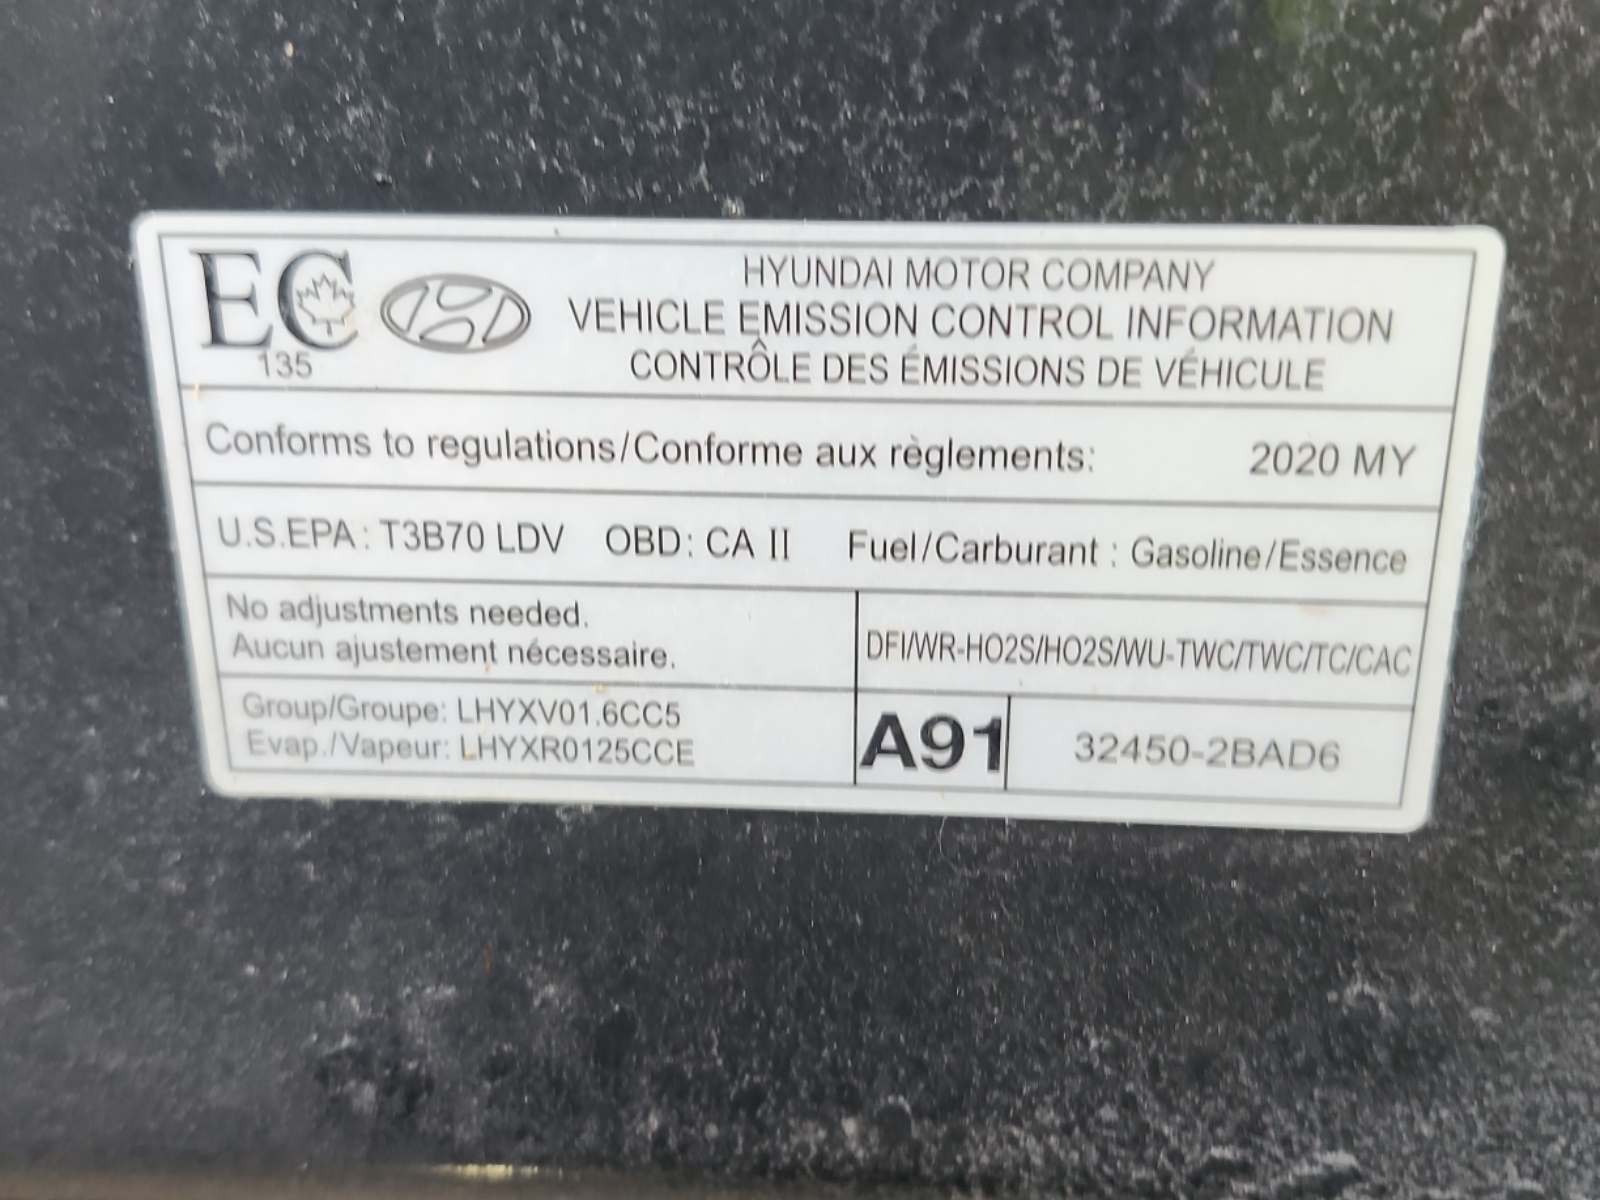 EC
135
HYUNDAI MOTOR COMPANY
VEHICLE EMISSION CONTROL INFORMATION
CONTRÔLE DES ÉMISSIONS DE VÉHICULE
Conforms to regulations/Conforme aux règlements: 2020 MY
U.S.EPA: T3B70 LDV OBD: CA II Fuel/Carburant : Gasoline/Essence
No adjustments needed.
Aucun ajustement nécessaire.
DFI/WR-HO2S/HO2S/WU-TWC/TWC/TC/CAC
Group/Groupe: LHYXV01.6CC5
Evap./Vapeur: LHYXR0125CCE
A91
32450-2BAD6